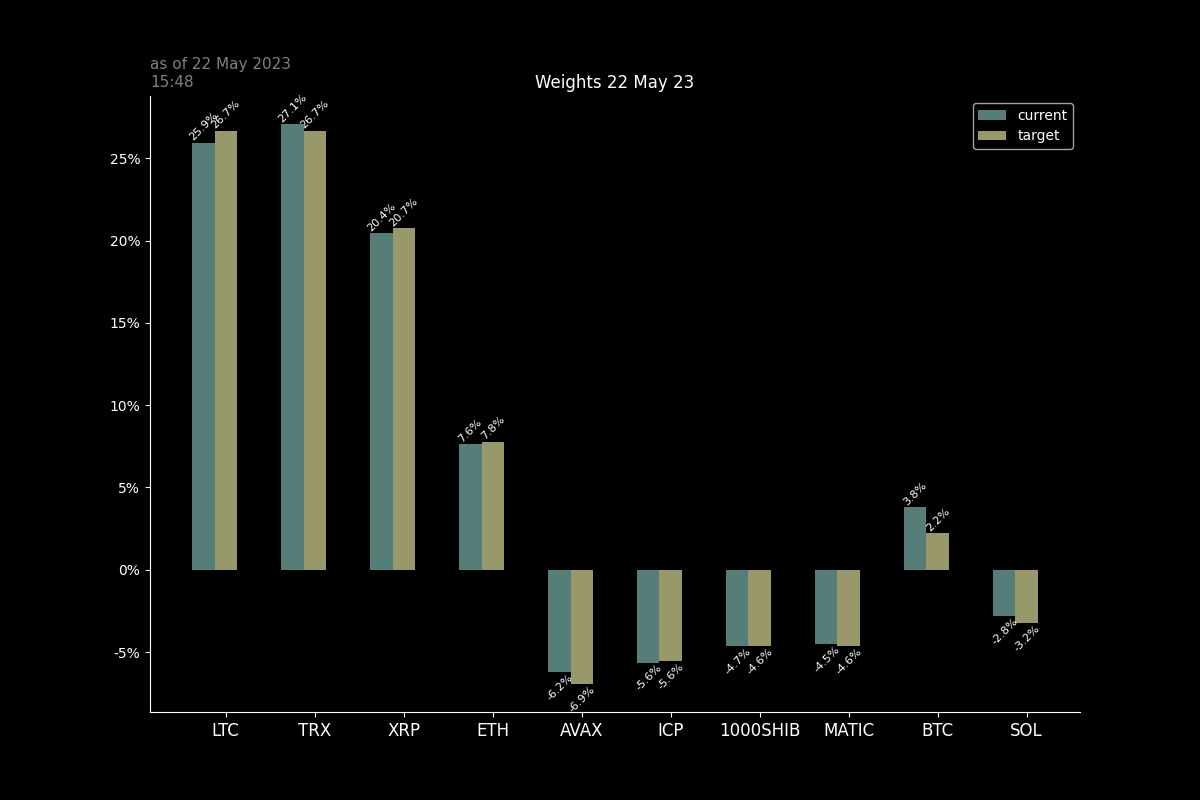 as of 22 May 2023
15:48
Weights 22 May 23
current
target
25.9% 26.7% 27.1% 26.7%
20.4% 20.7%
7.6% 7.8%
3.8% 2.2%
-6.2% -6.9% -5.6% -5.6% -4.7% -4.6% -4.5% -4.6% -2.8% -3.2%
25%
20%
15%
10%
5%
0%
-5%
LTC TRX XRP ETH AVAX ICP 1000SHIB MATIC BTC SOL